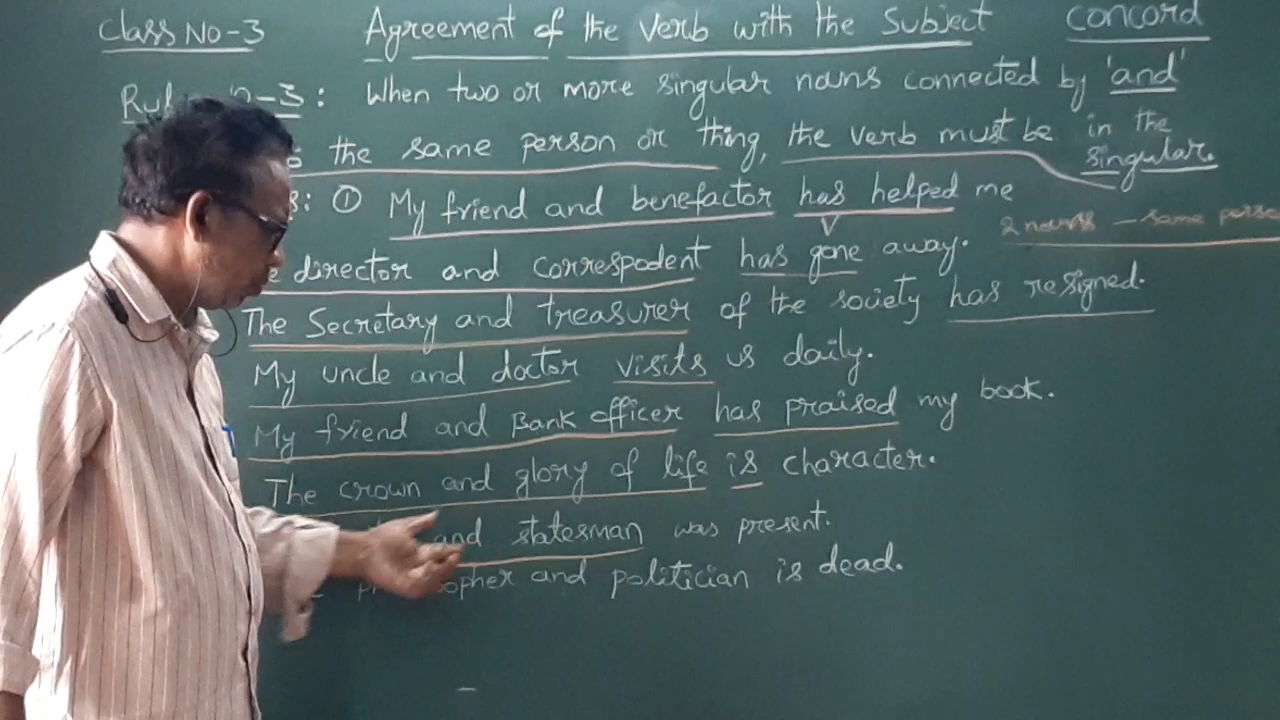 Class No-3 Agreement of the verb with the Subject Concord
-3: When two or more singular nouns connected by 'and'
the same person or thing, the verb must be in the singular.
① My friend and benefactor has helped me
2 nouns - same
director and correspodent has gone away.
The Secretary and treasurer of the society has resigned.
My uncle and doctor visits us daily.
My friend and Bank officer has praised my book.
The crown and glory of life is character.
and statesman was present.
and politician is dead.